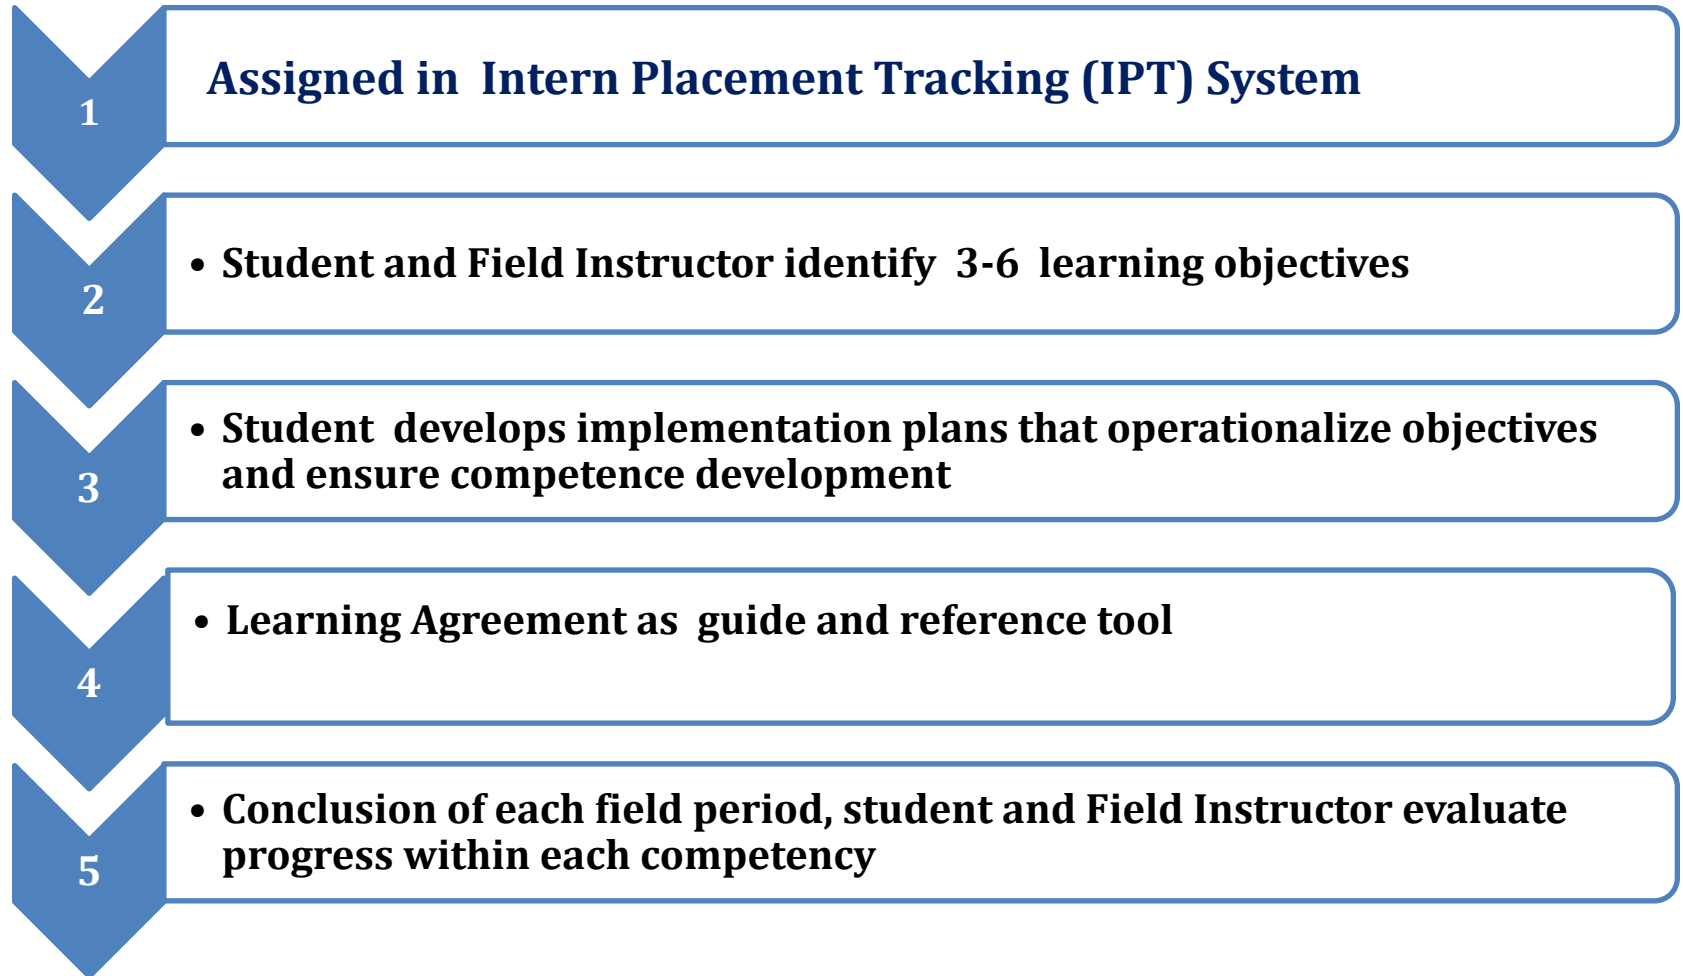 1
Assigned in Intern Placement Tracking (IPT) System
2
• Student and Field Instructor identify 3-6 learning objectives
3
• Student develops implementation plans that operationalize objectives
and ensure competence development
4
• Learning Agreement as guide and reference tool
5
• Conclusion of each field period, student and Field Instructor evaluate
progress within each competency